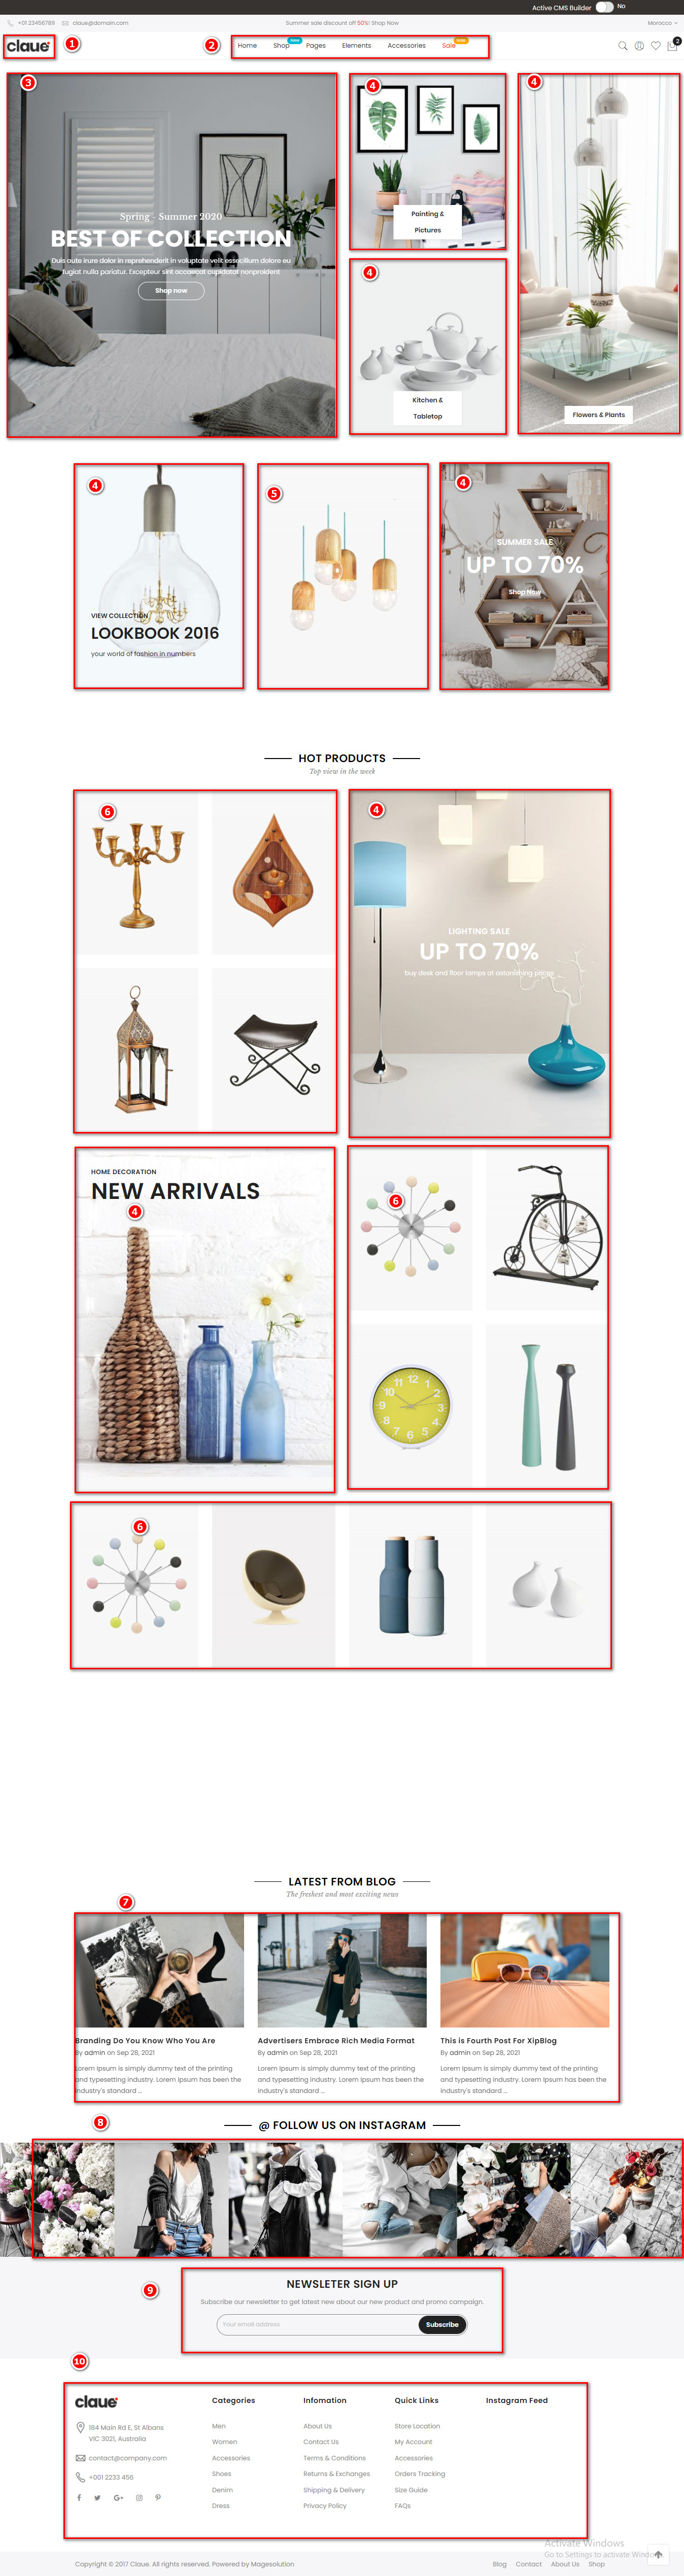 Active CMS Builder No
+01 23456789 claue@domain.com Summer sale discount off 50%! Shop Now Morocco
claue 1 2 Home Shop New Pages Elements Accessories Sale 2
3
BEST OF COLLECTION
Spring - Summer 2020
Duis cute irure dolor in reprehenderit in voluptate velit essecillum dolore eu
fugiat nulla pariatur. Excepteur sint occaecat cupidatat nonproident
Shop now
4
Painting &
Pictures
4
Kitchen &
Tabletop
4
Flowers & Plants
4
VIEW COLLECTION
LOOKBOOK 2016
your world of fashion in numbers
5
4
SUMMER SALE
UP TO 70%
Shop Now
HOT PRODUCTS
Top view in the week
6
4
LIGHTING SALE
UP TO 70%
buy desk and floor lamps at astonishing prices
HOME DECORATION
NEW ARRIVALS
4
6
12
11 1
10 2
9 3
8 4
7 5
6
6
LATEST FROM BLOG
The freshest and most exciting news
7
Branding Do You Know Who You Are
By admin on Sep 28, 2021
Lorem Ipsum is simply dummy text of the printing
and typesetting industry. Lorem Ipsum has been the
industry's standard ...
Advertisers Embrace Rich Media Format
By admin on Sep 28, 2021
Lorem Ipsum is simply dummy text of the printing
and typesetting industry. Lorem Ipsum has been the
industry's standard ...
This is Fourth Post For XipBlog
By admin on Sep 28, 2021
Lorem Ipsum is simply dummy text of the printing
and typesetting industry. Lorem Ipsum has been the
industry's standard ...
8
@ FOLLOW US ON INSTAGRAM
9
NEWSLETER SIGN UP
Subscribe our newsletter to get latest new about our new product and promo campaign.
Your email address Subscribe
10
claue
184 Main Rd E, St Albans
VIC 3021, Australia
contact@company.com
+001 2233 456
Categories
Men
Women
Accessories
Shoes
Denim
Dress
Infomation
About Us
Contact Us
Terms & Conditions
Returns & Exchanges
Shipping & Delivery
Privacy Policy
Quick Links
Store Location
My Account
Accessories
Orders Tracking
Size Guide
FAQs
Instagram Feed
Activate Windows
Go to Settings to activate Windows.
Copyright © 2017 Claue. All rights reserved. Powered by Magesolution Blog Contact About Us Shop